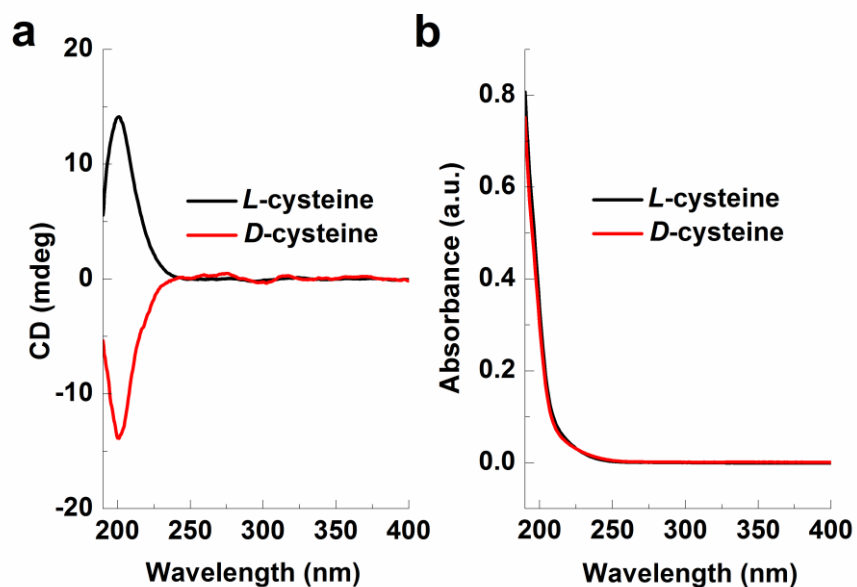 a
20
10
0
-10
-20
CD (mdeg)
L-cysteine
D-cysteine
200 250 300 350 400
Wavelength (nm)
b
0.8
0.6
0.4
0.2
0.0
Absorbance (a.u.)
L-cysteine
D-cysteine
200 250 300 350 400
Wavelength (nm)